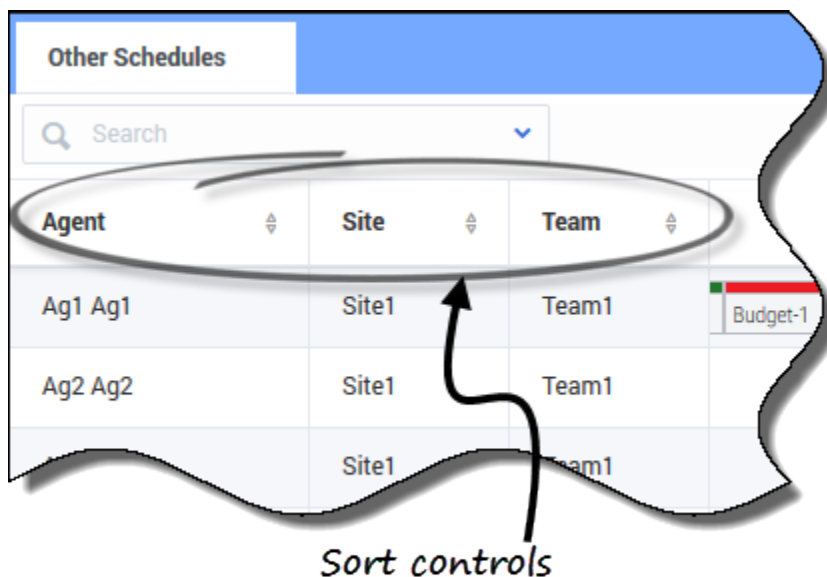 Other Schedules
Search
Agent Site Team
Ag1 Ag1 Site1 Team1 Budget-1
Ag2 Ag2 Site1 Team1
Site1 Team1
Sort controls